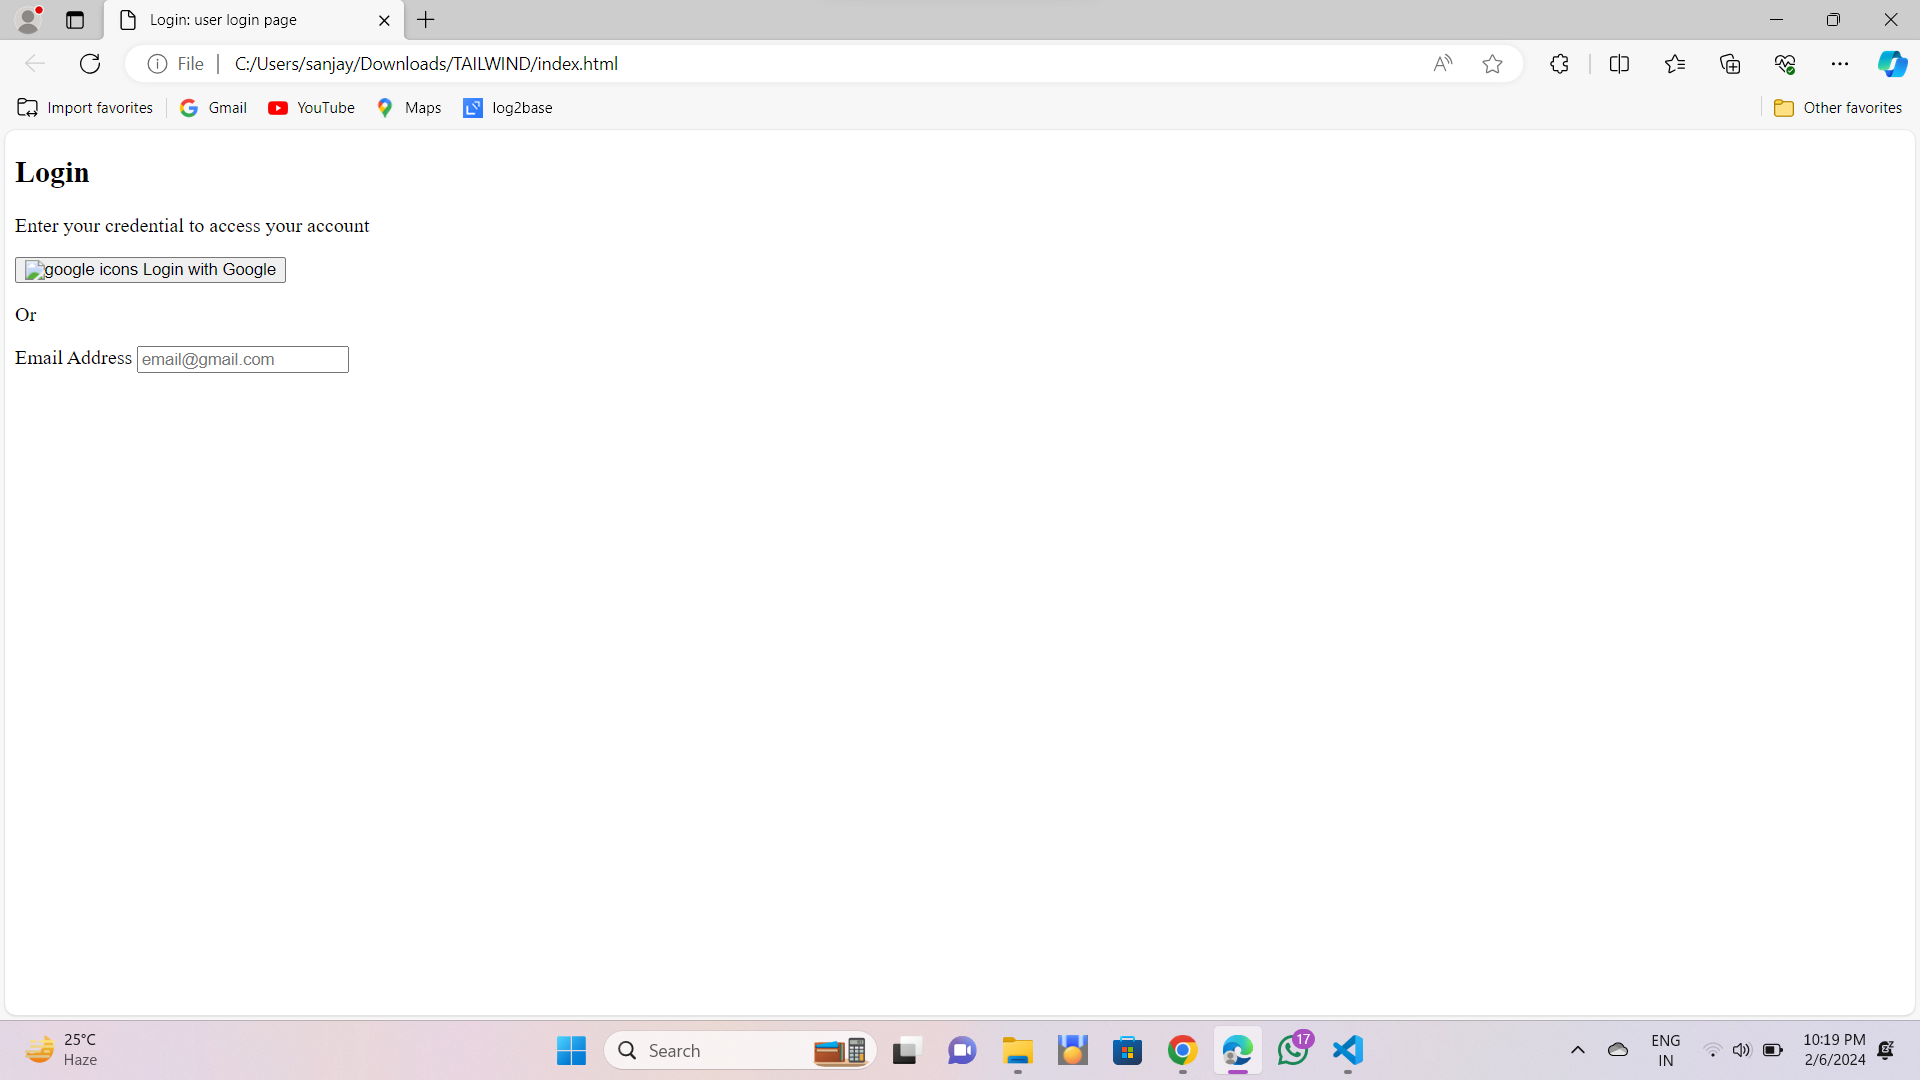 Login: user login page
File
C:/Users/sanjay/Downloads/TAILWIND/index.html
Import favorites
Gmail
YouTube
Maps
log2base
Other favorites
Login
Enter your credential to access your account
google icons Login with Google
Or
Email Address email@gmail.com
25°C
Haze
Search
17
ENG
IN
10:19 PM
2/6/2024